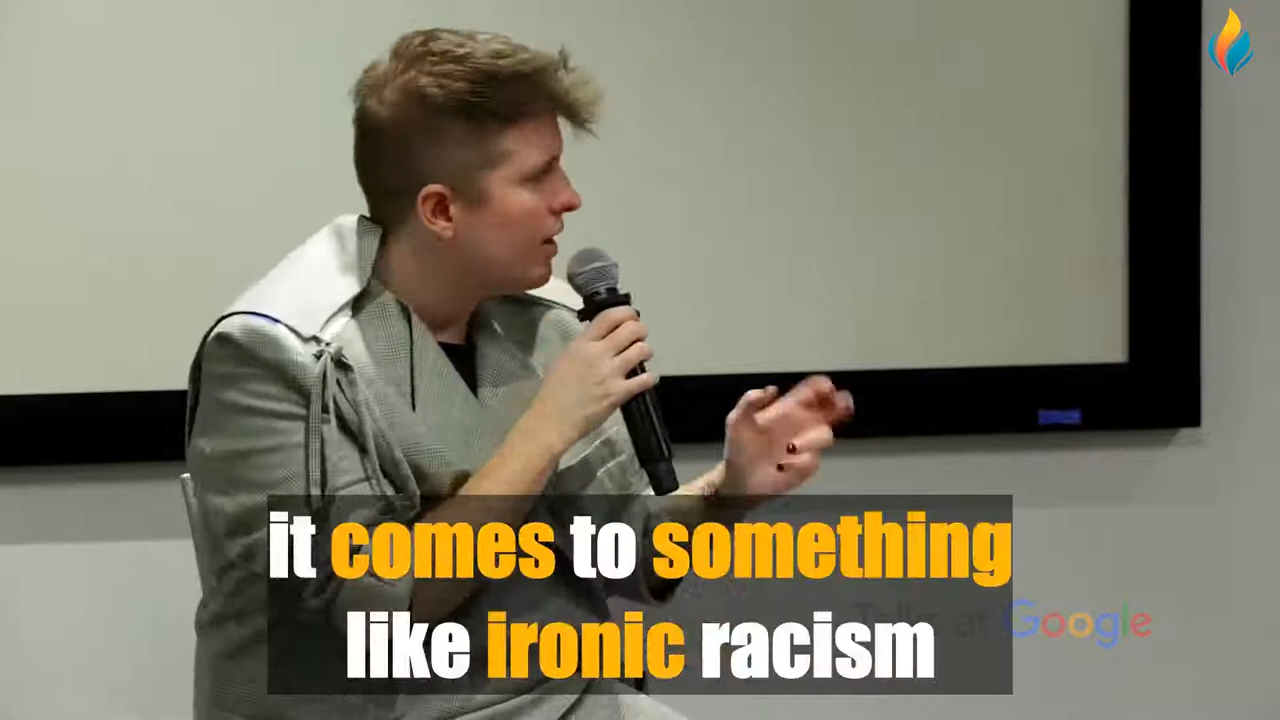 it comes to something
like ironic racism
Talks at Google